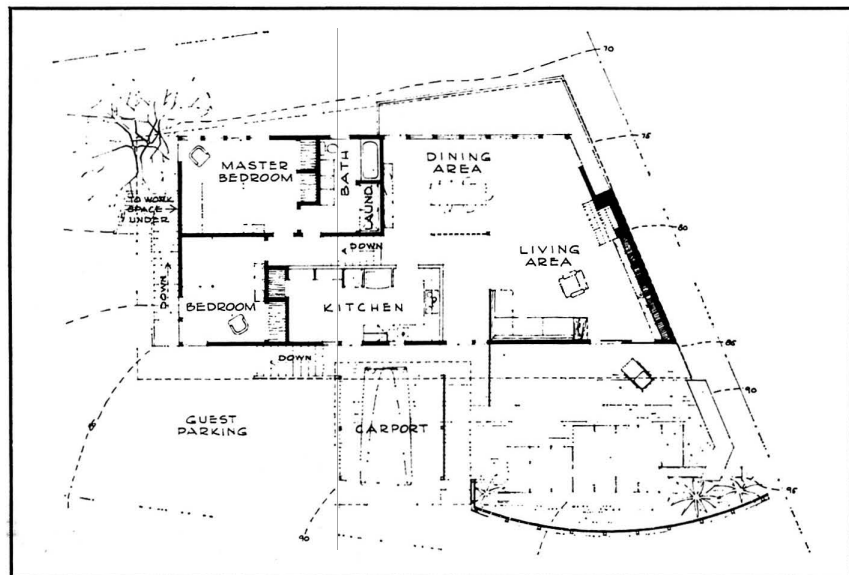 70
75
MASTER
BEDROOM
BATH
DINING
AREA
TO WORK
SPACE
UNDER
LAUND.
80
DOWN
LIVING
AREA
DOWN
BEDROOM
KITCHEN
85
DOWN
90
GUEST
PARKING
CARPORT
95
90